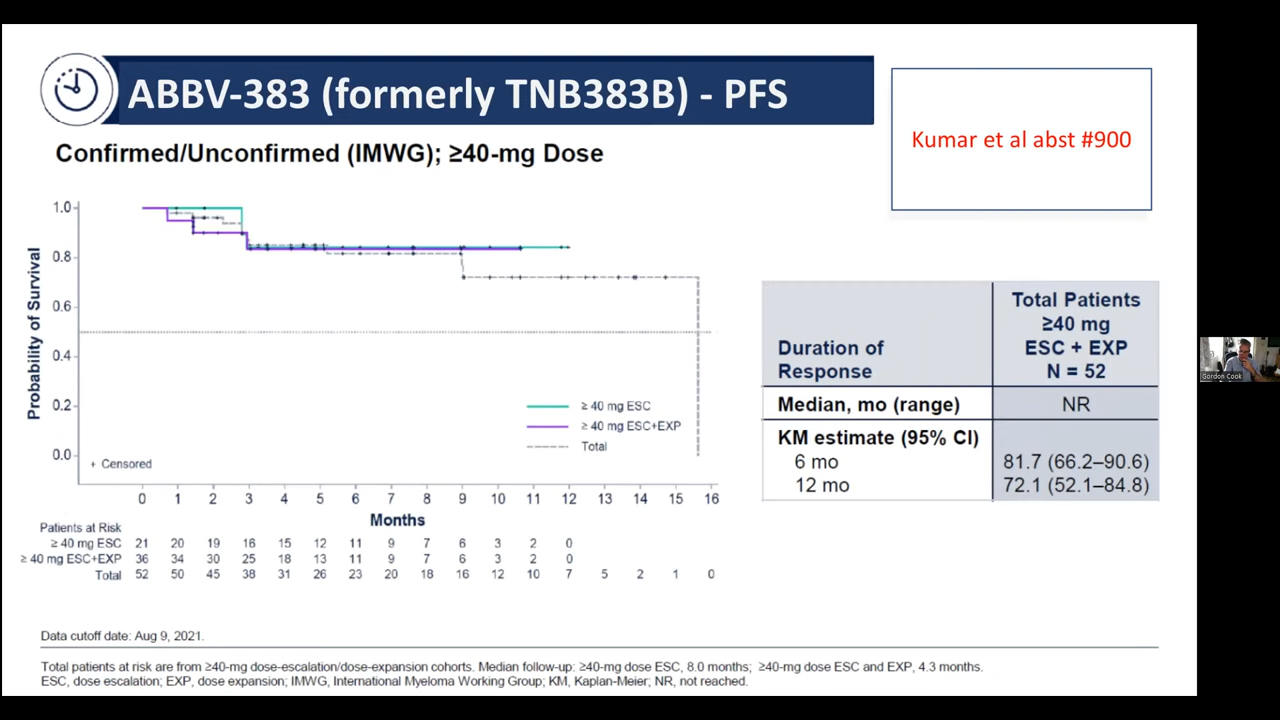 ABBV-383 (formerly TNB383B) - PFS
Kumar et al abst #900
Confirmed/Unconfirmed (IMWG); ≥40-mg Dose
Probability of Survival
1.0
0.8
0.6
0.4
0.2
0.0
≥ 40 mg ESC
≥ 40 mg ESC+EXP
Total
+ Censored
0 1 2 3 4 5 6 7 8 9 10 11 12 13 14 15 16
Months
Patients at Risk
≥ 40 mg ESC 21 20 19 16 15 12 11 9 7 6 3 2 0
≥ 40 mg ESC+EXP 36 34 30 25 18 13 11 9 7 6 3 2 0
Total 52 50 45 38 31 26 23 20 18 16 12 10 7 5 2 1 0
Duration of
Response
Total Patients
≥40 mg
ESC + EXP
N = 52
Median, mo (range) NR
KM estimate (95% CI)
6 mo 81.7 (66.2–90.6)
12 mo 72.1 (52.1–84.8)
Gordon Cook
Data cutoff date: Aug 9, 2021.
Total patients at risk are from ≥40-mg dose-escalation/dose-expansion cohorts. Median follow-up: ≥40-mg dose ESC, 8.0 months; ≥40-mg dose ESC and EXP, 4.3 months.
ESC, dose escalation; EXP, dose expansion; IMWG, International Myeloma Working Group; KM, Kaplan-Meier; NR, not reached.